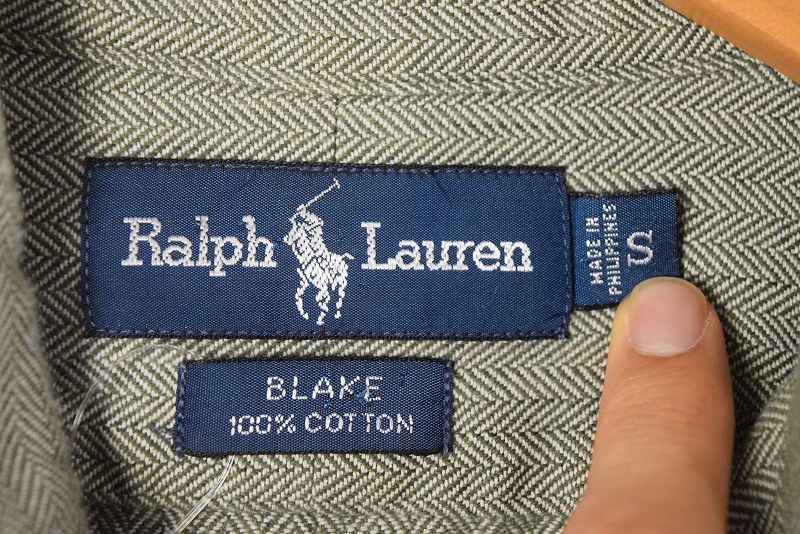 Ralph Lauren
MADE IN
PHILIPPINES
S
BLAKE
100% COTTON